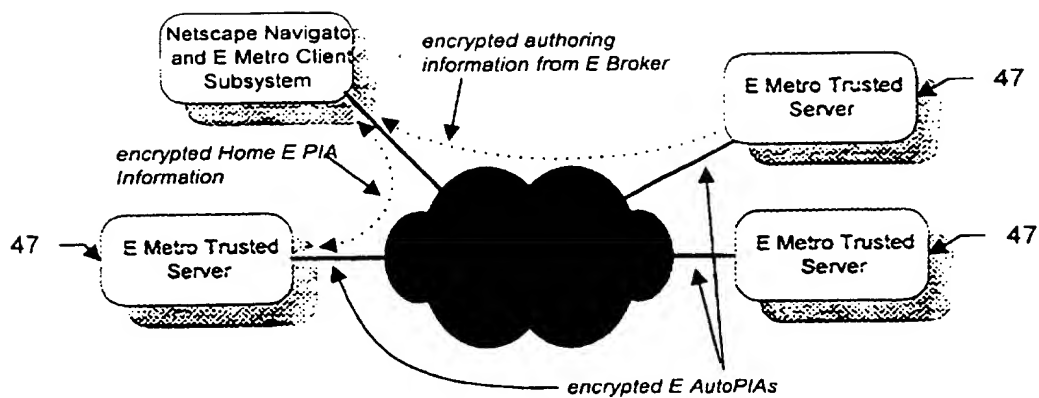 Netscape Navigator
and E Metro Client
Subsystem
encrypted authoring
information from E Broker
E Metro Trusted
Server
47
encrypted Home E PIA
Information
47
E Metro Trusted
Server
E Metro Trusted
Server
47
encrypted E AutoPIAs